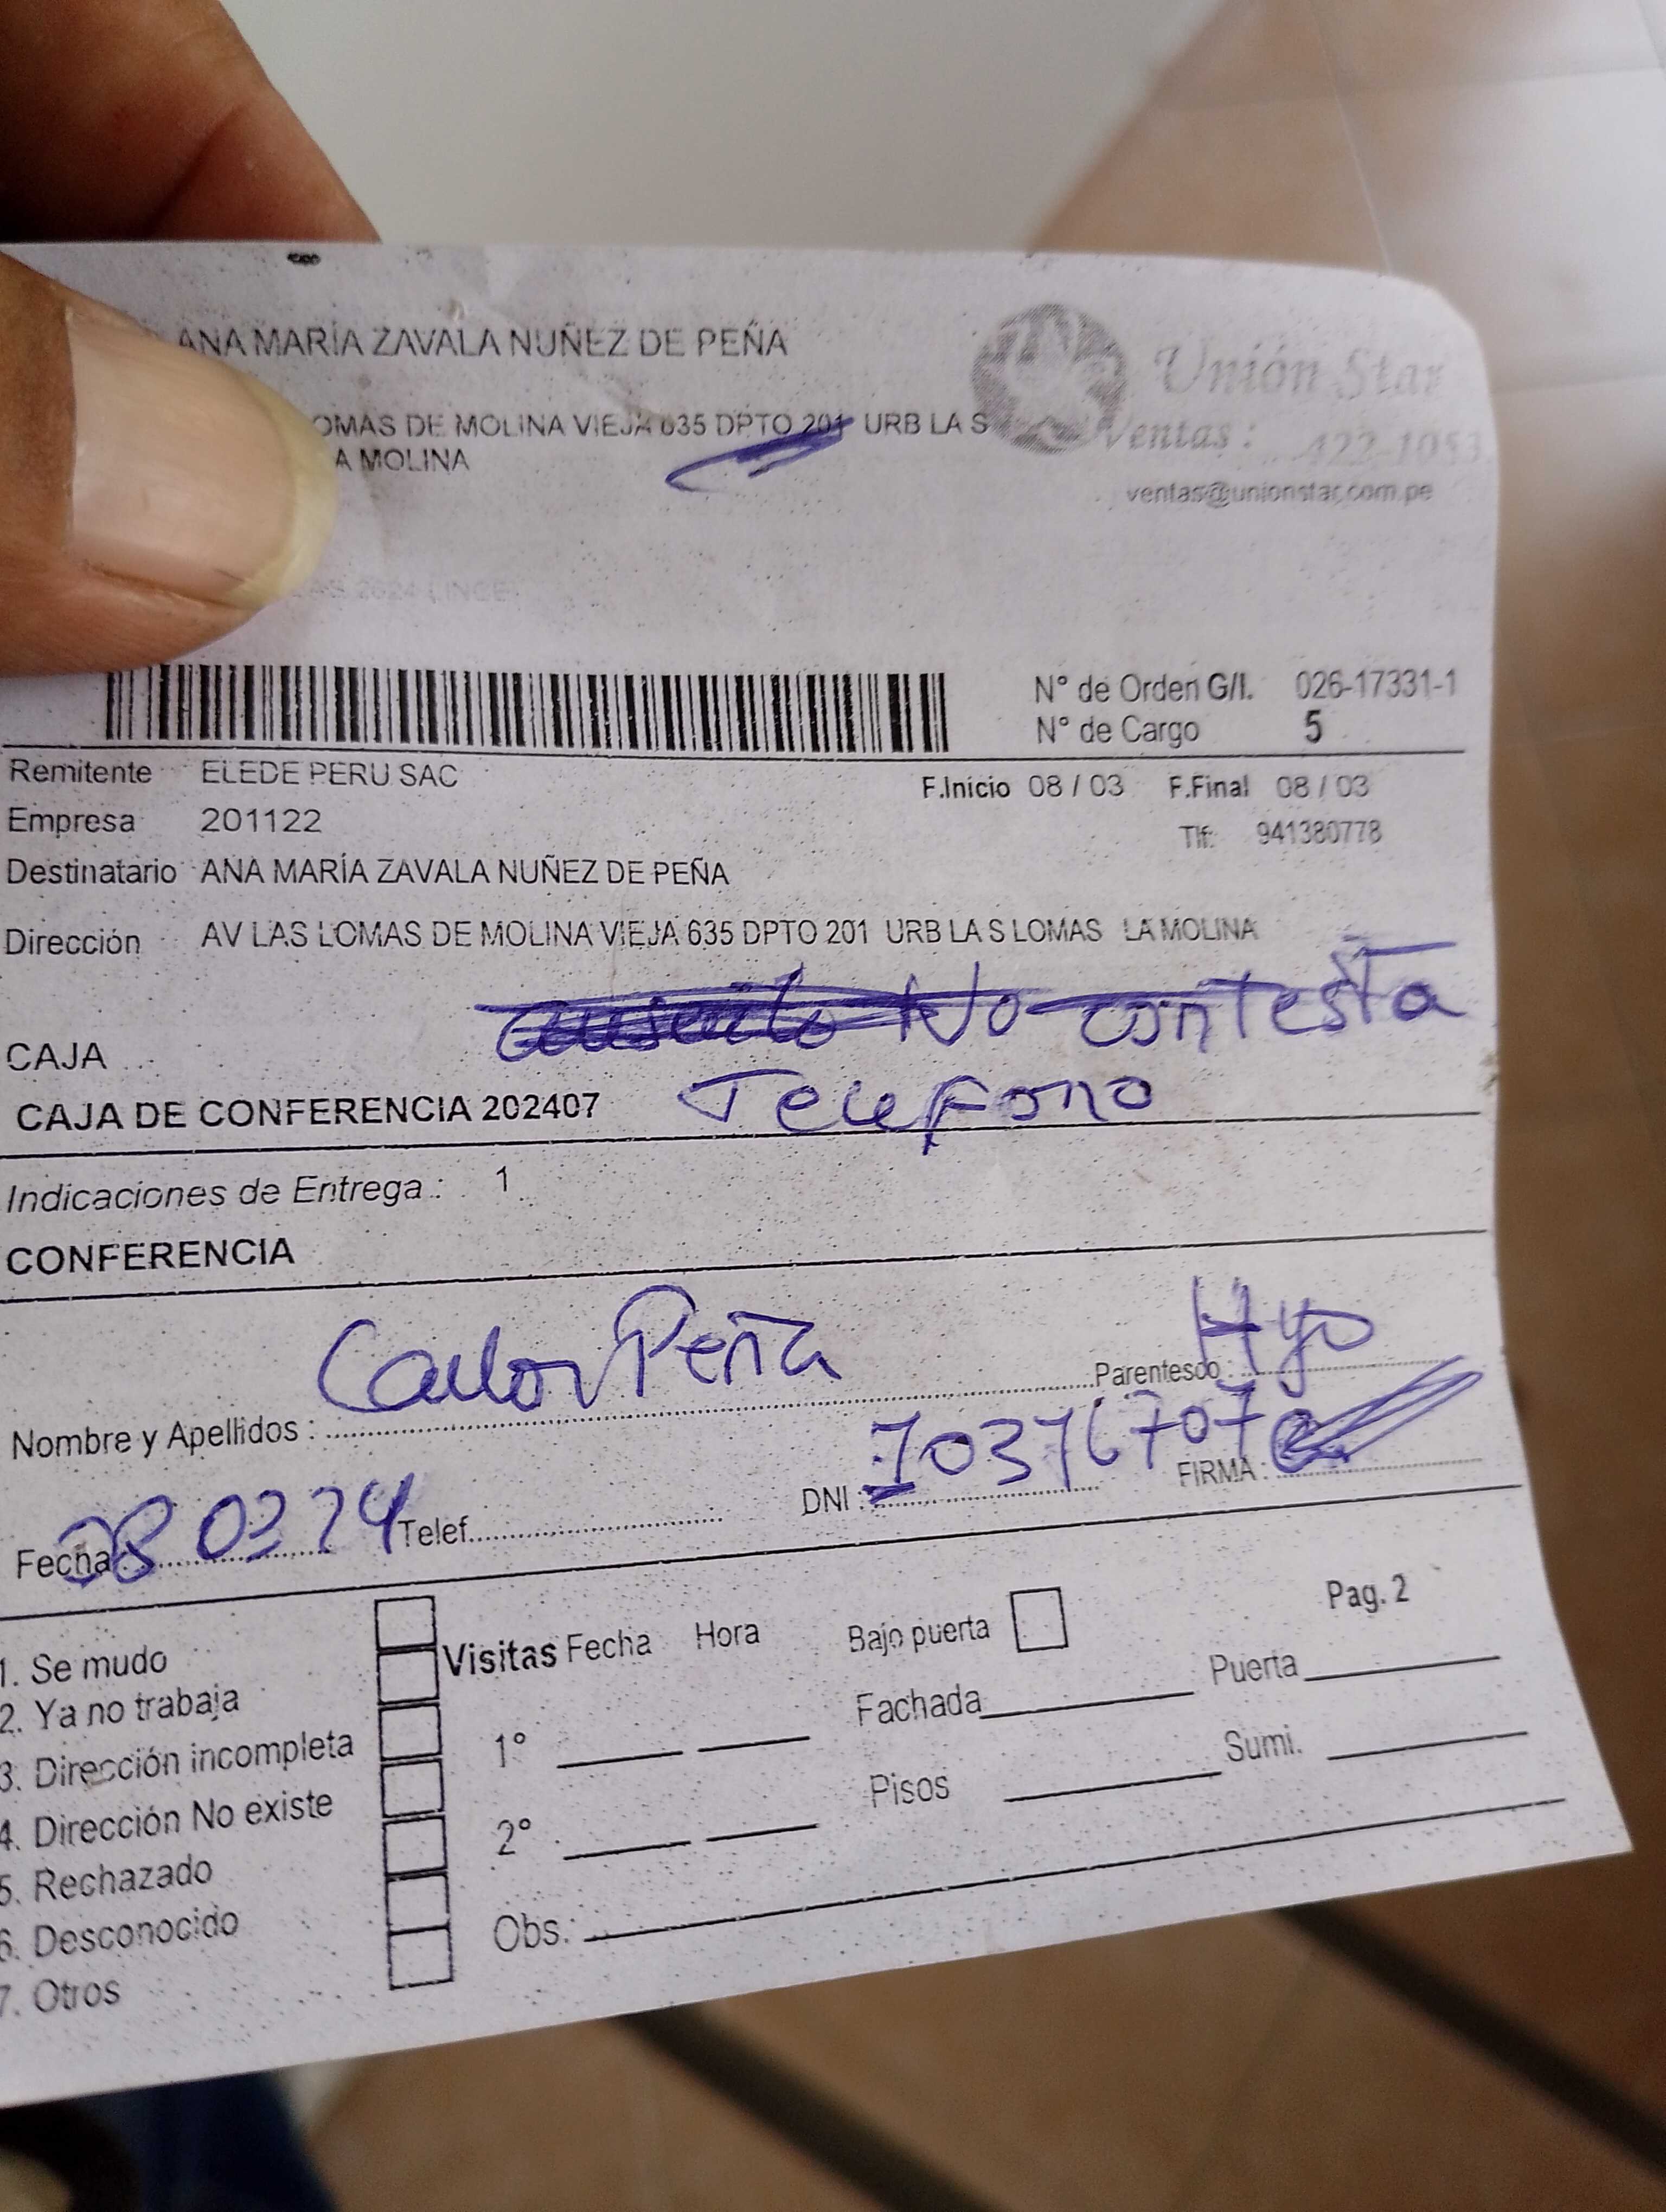 ANA MARÍA ZAVALA NUÑEZ DE PEÑA
Unión Star
OMAS DE MOLINA VIEJA 635 DPTO 201 URB LA S
Ventas : 422-1053
A MOLINA
ventas@unionstar.com.pe
2624 LINCE
N° de Orden G/I. 026-17331-1
N° de Cargo 5
Remitente ELEDE PERU SAC
F.Inicio 08 / 03 F.Final 08 / 03
Empresa 201122
Tlf: 941380778
Destinatario ANA MARÍA ZAVALA NUÑEZ DE PEÑA
Dirección AV LAS LOMAS DE MOLINA VIEJA 635 DPTO 201 URB LA S LOMAS LA MOLINA
No contesta
CAJA
Telefono
CAJA DE CONFERENCIA 202407
Indicaciones de Entrega : 1
CONFERENCIA
Nombre y Apellidos : Carlos Peña Parentesco : Hijo
Fecha: 08 03 24 Telef. DNI : 70376707 FIRMA :
Pag. 2
1. Se mudo
2. Ya no trabaja
3. Dirección incompleta
4. Dirección No existe
5. Rechazado
6. Desconocido
7. Otros
Visitas Fecha Hora
1°
2°
Obs.:
Bajo puerta
Fachada Puerta
Pisos Sumi.